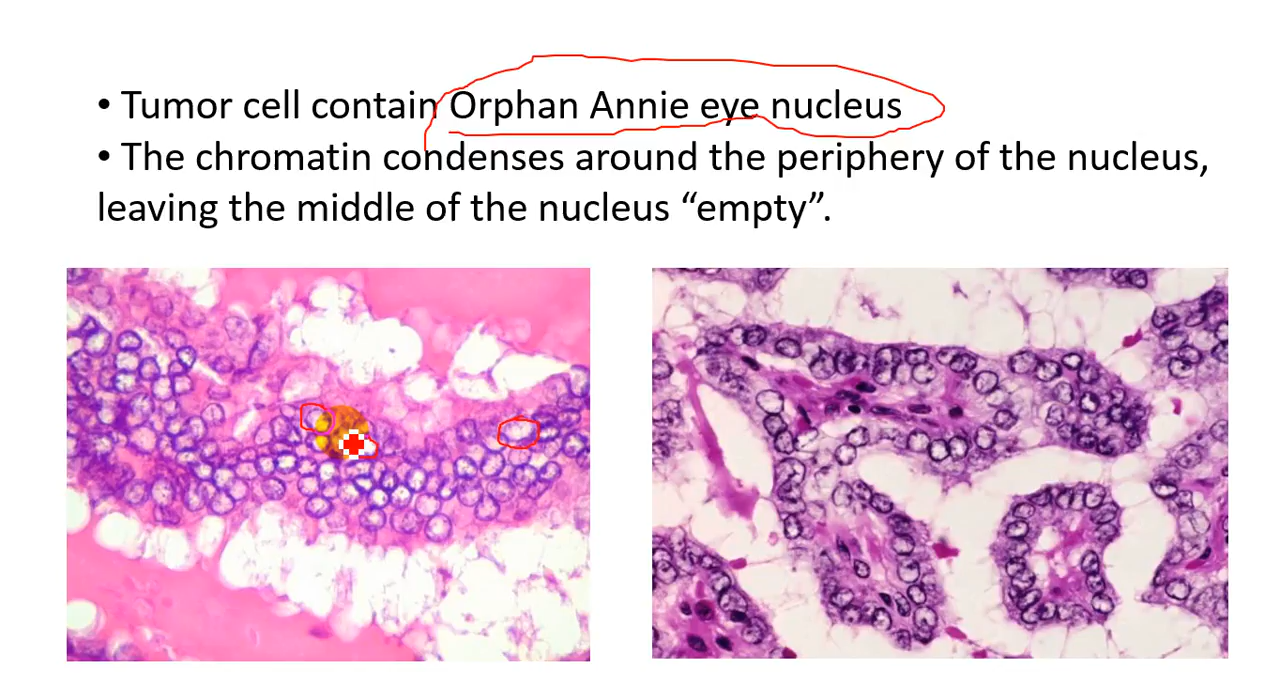 • Tumor cell contain Orphan Annie eye nucleus
• The chromatin condenses around the periphery of the nucleus,
leaving the middle of the nucleus “empty”.